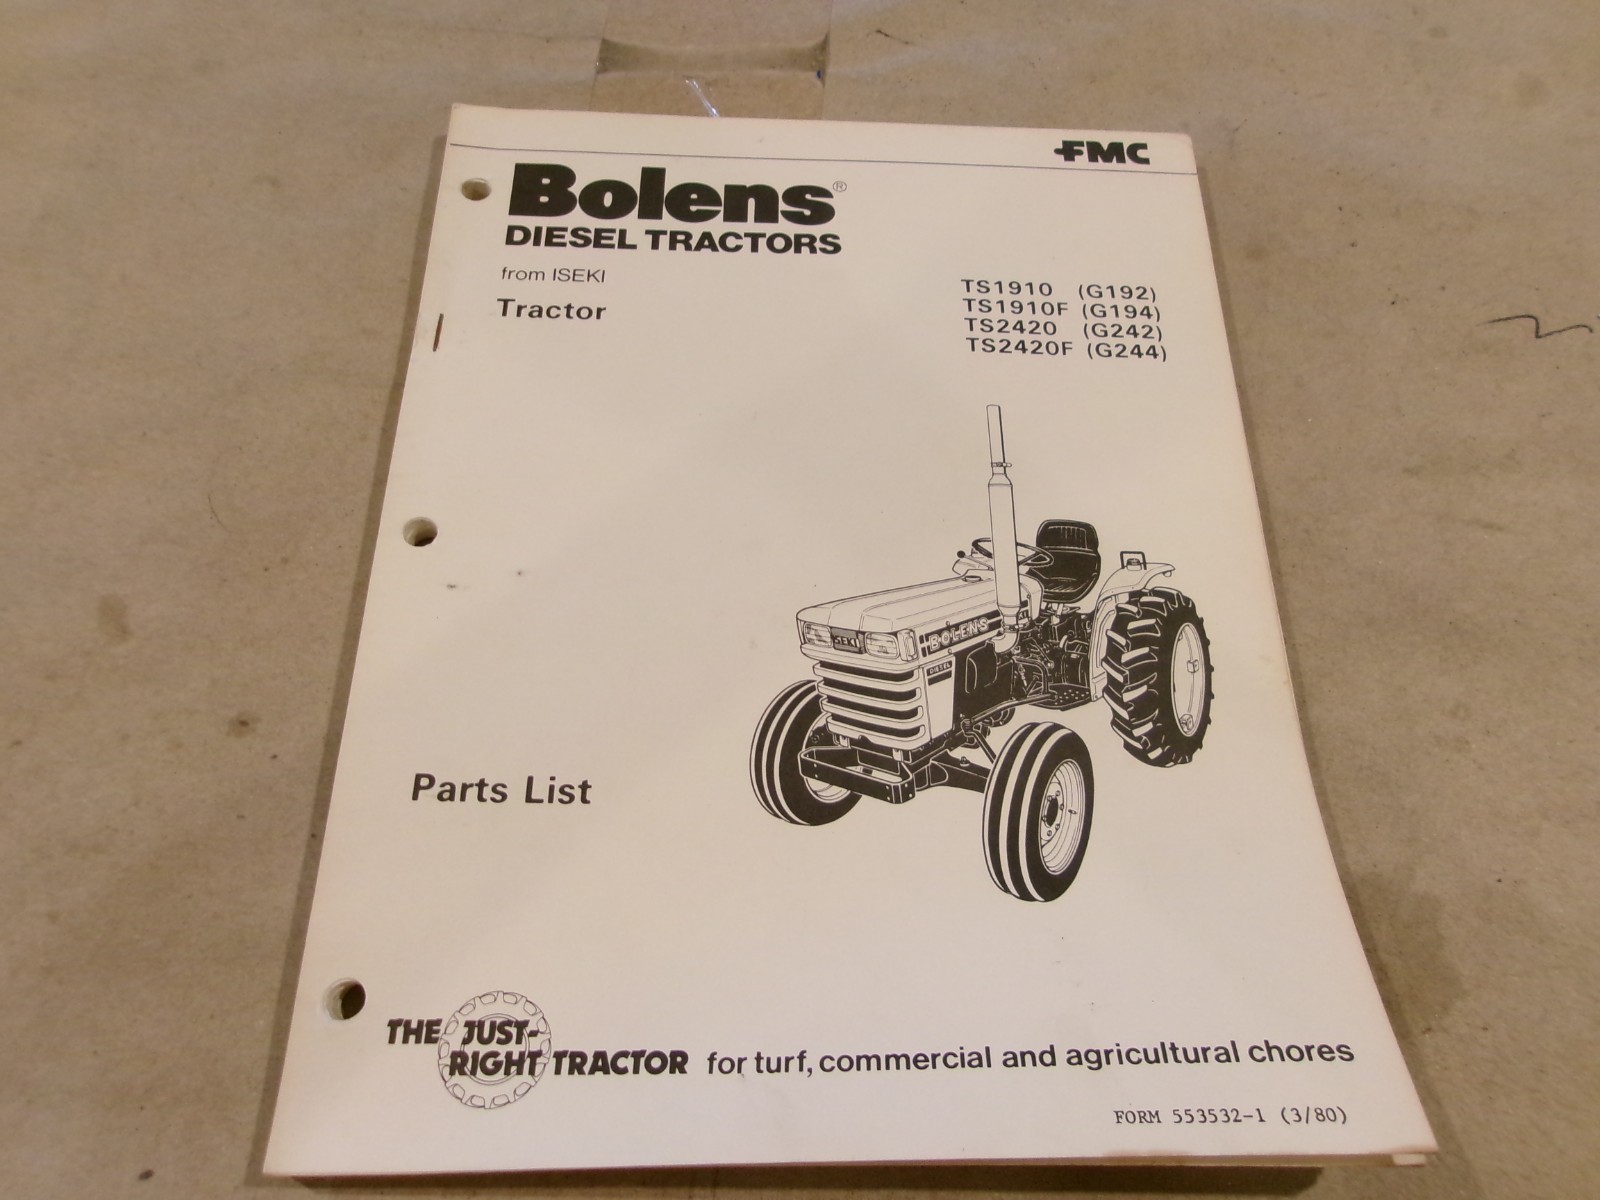 FMC
Bolens®
DIESEL TRACTORS
from ISEKI
Tractor
TS1910 (G192)
TS1910F (G194)
TS2420 (G242)
TS2420F (G244)
ISEKI
BOLENS
DIESEL
Parts List
THE JUST-
RIGHT TRACTOR for turf, commercial and agricultural chores
FORM 553532-1 (3/80)